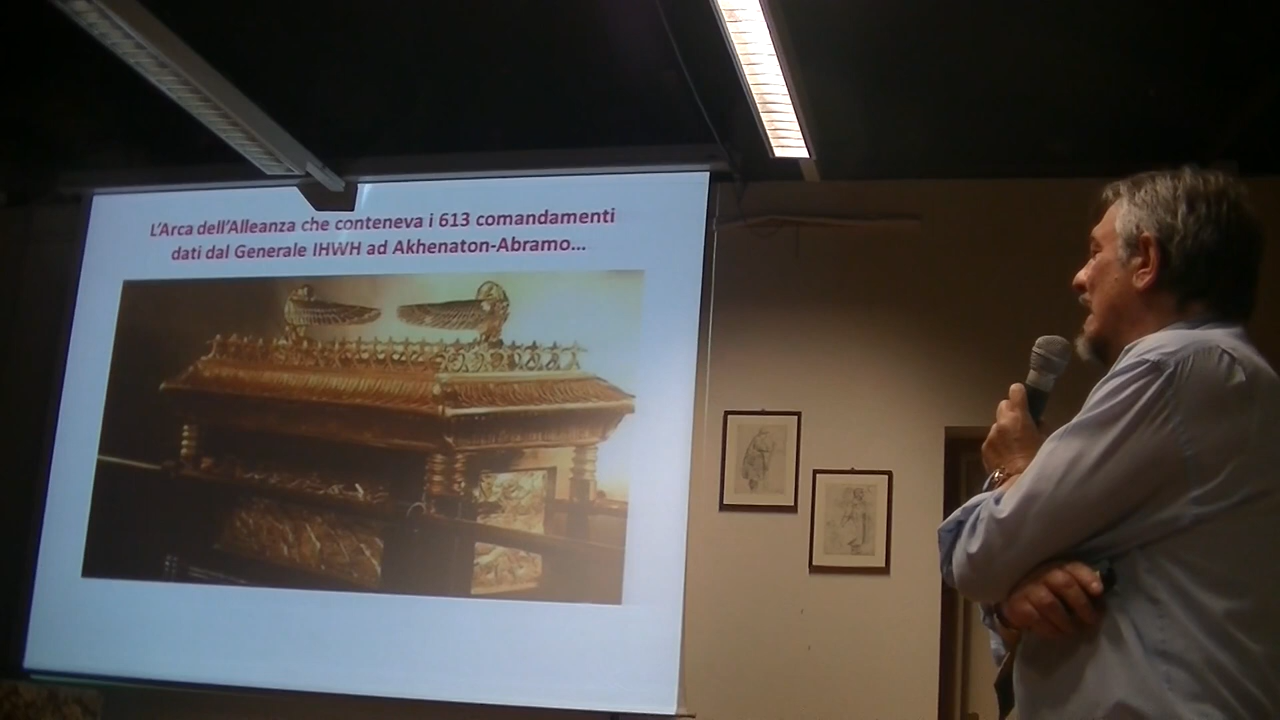 L'Arca dell'Alleanza che conteneva i 613 comandamenti
dati dal Generale IHWH ad Akhenaton-Abramo...